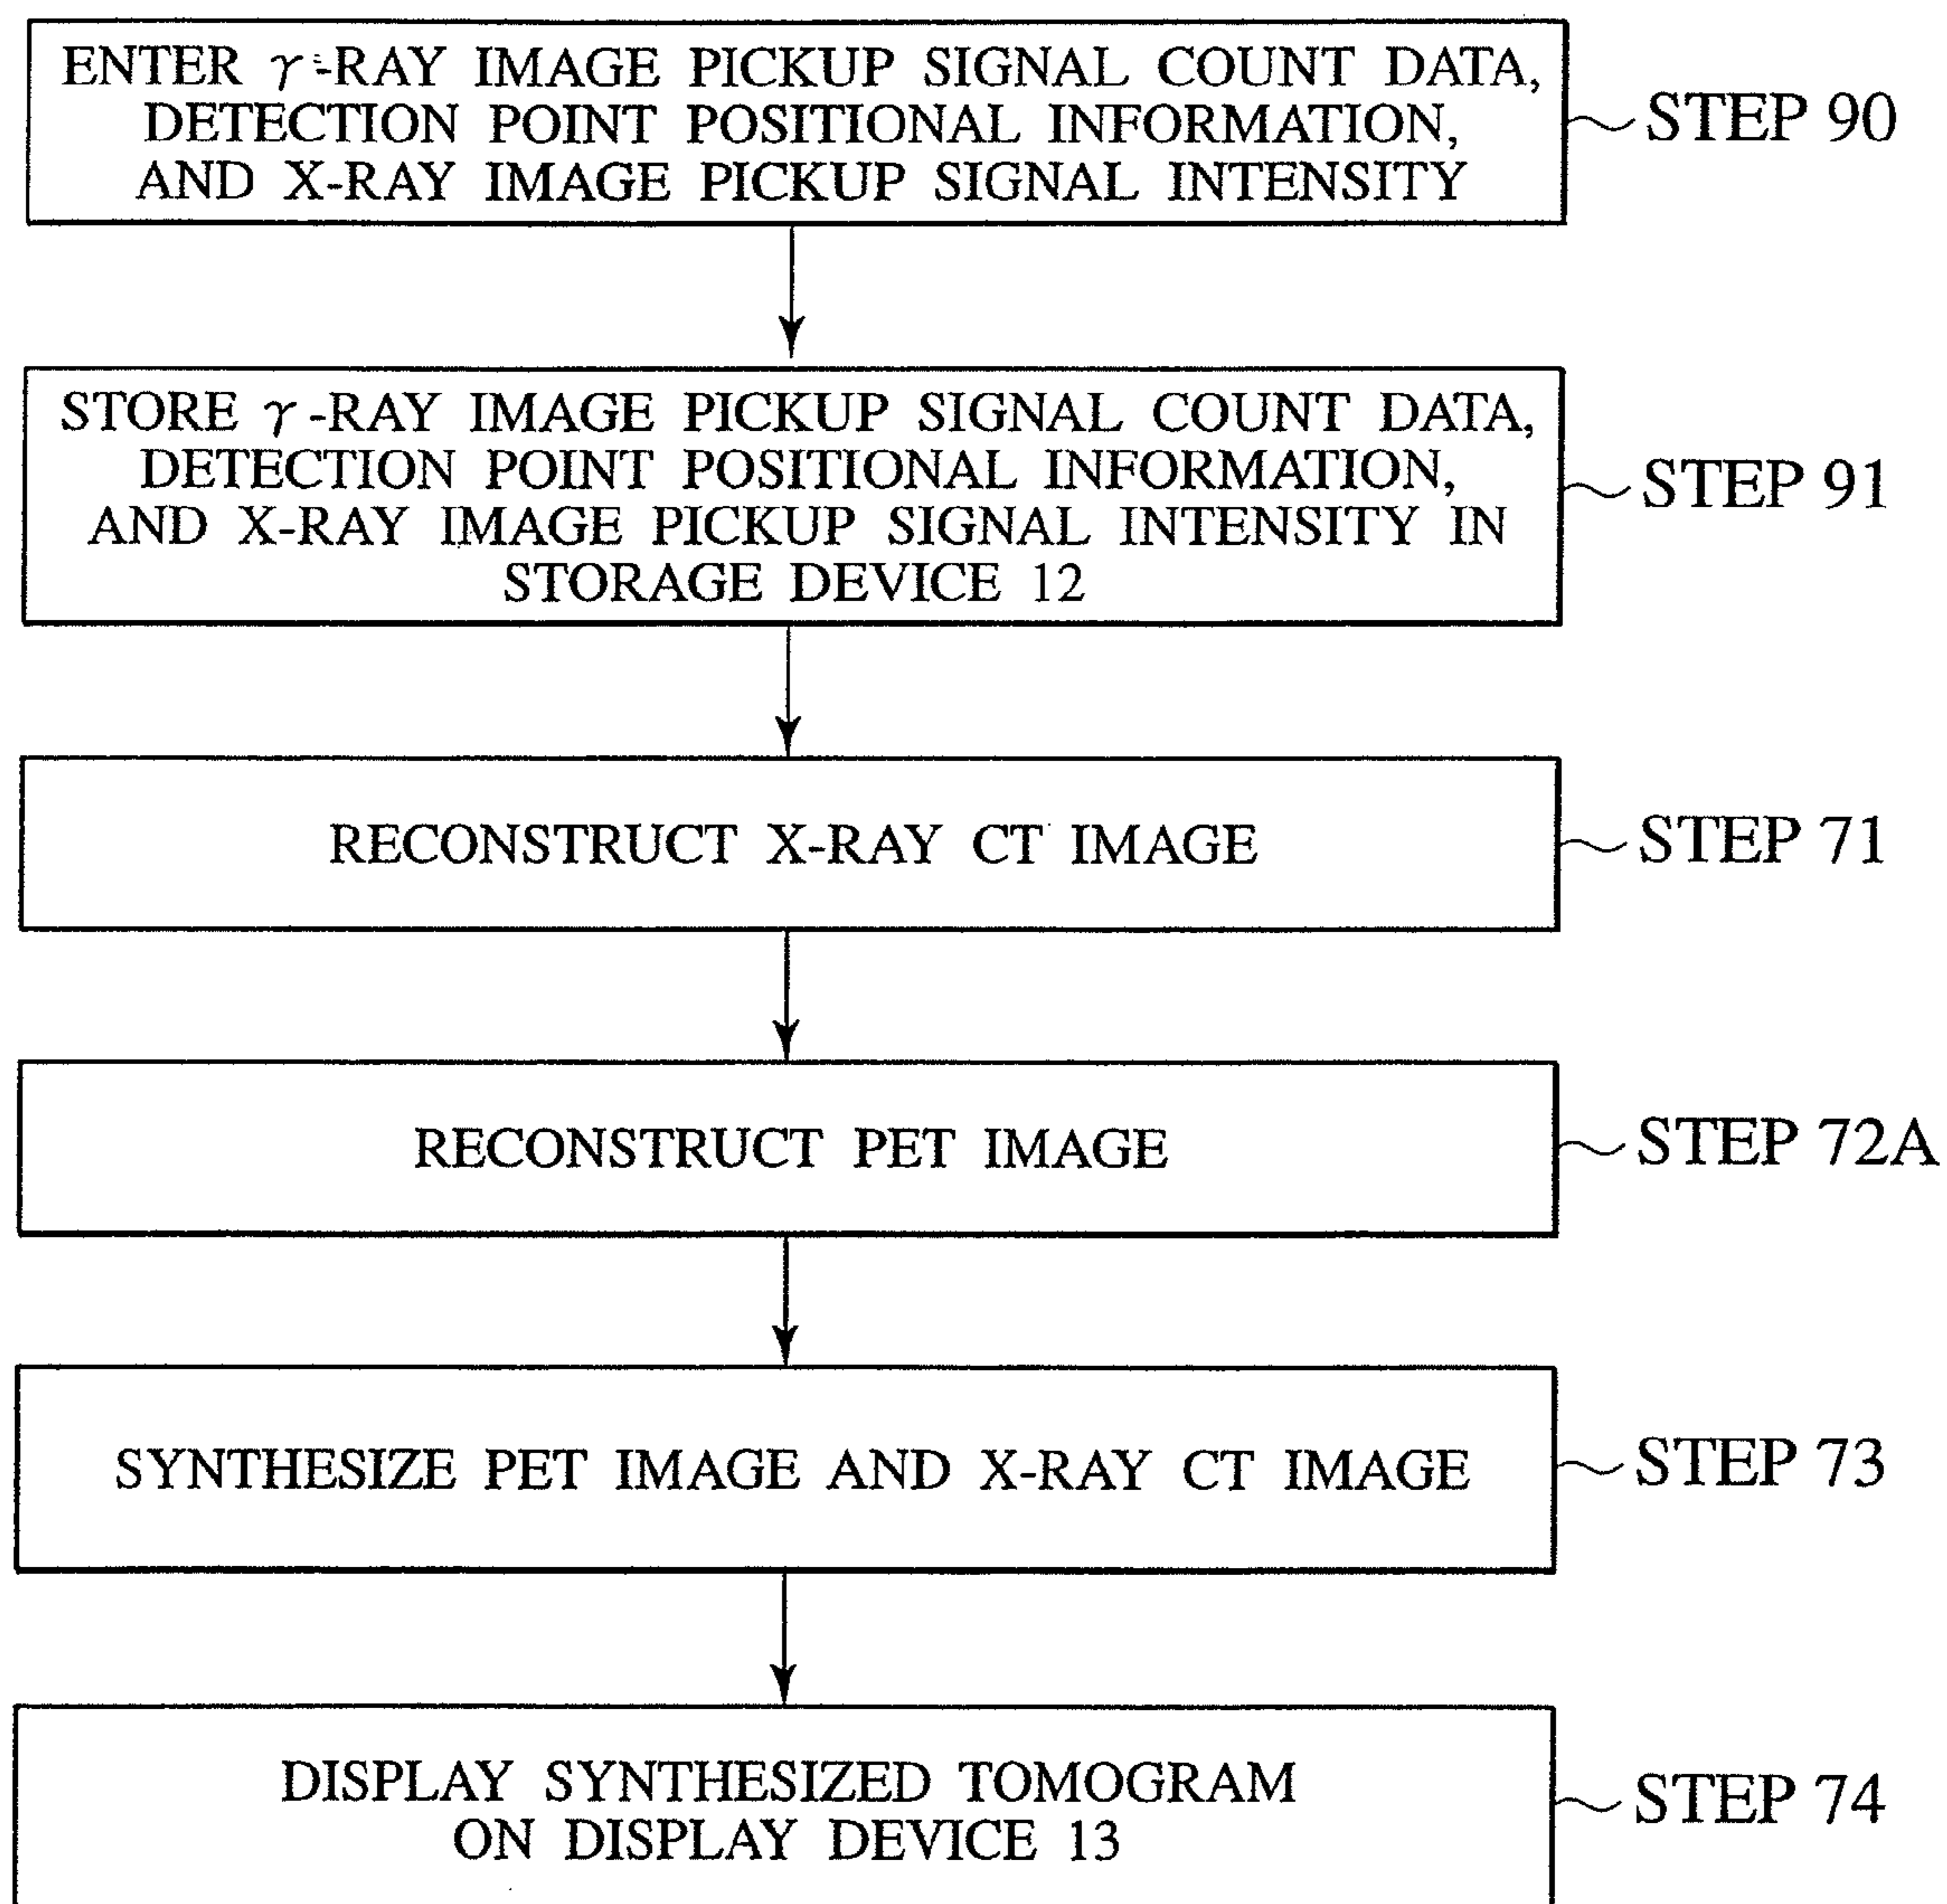 ENTER γ-RAY IMAGE PICKUP SIGNAL COUNT DATA,
DETECTION POINT POSITIONAL INFORMATION,
AND X-RAY IMAGE PICKUP SIGNAL INTENSITY
STEP 90
STORE γ-RAY IMAGE PICKUP SIGNAL COUNT DATA,
DETECTION POINT POSITIONAL INFORMATION,
AND X-RAY IMAGE PICKUP SIGNAL INTENSITY IN
STORAGE DEVICE 12
STEP 91
RECONSTRUCT X-RAY CT IMAGE
STEP 71
RECONSTRUCT PET IMAGE
STEP 72A
SYNTHESIZE PET IMAGE AND X-RAY CT IMAGE
STEP 73
DISPLAY SYNTHESIZED TOMOGRAM
ON DISPLAY DEVICE 13
STEP 74